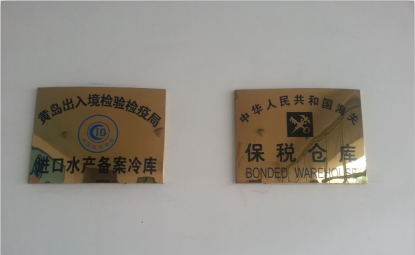 黄岛出入境检验检疫局
CIQ
进口水产备案冷库
中华人民共和国海关
保税仓库
BONDED WAREHOUSE